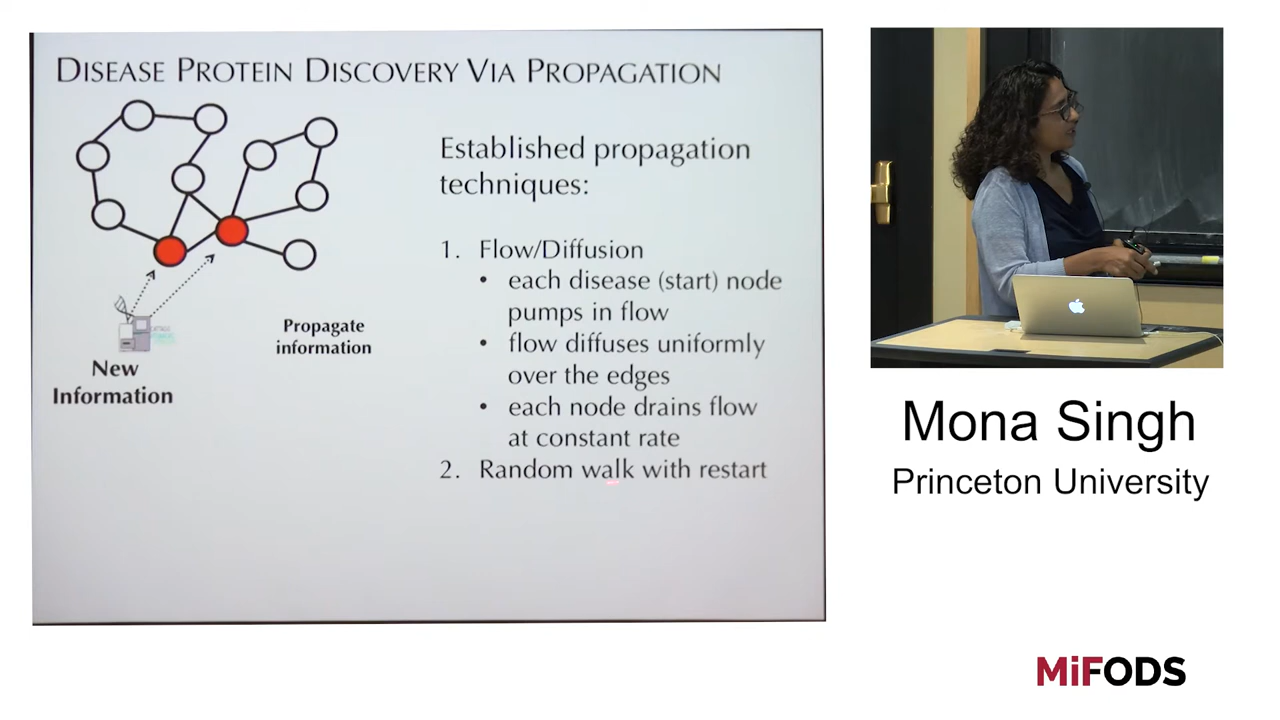 DISEASE PROTEIN DISCOVERY VIA PROPAGATION
Established propagation
techniques:
1. Flow/Diffusion
• each disease (start) node
pumps in flow
• flow diffuses uniformly
over the edges
• each node drains flow
at constant rate
2. Random walk with restart
Propagate
information
New
Information
Mona Singh
Princeton University
MiFODS